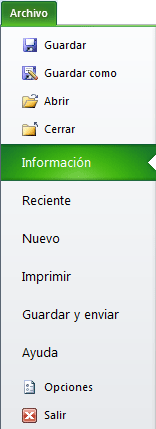 Archivo
Guardar
Guardar como
Abrir
Cerrar
Información
Reciente
Nuevo
Imprimir
Guardar y enviar
Ayuda
Opciones
Salir